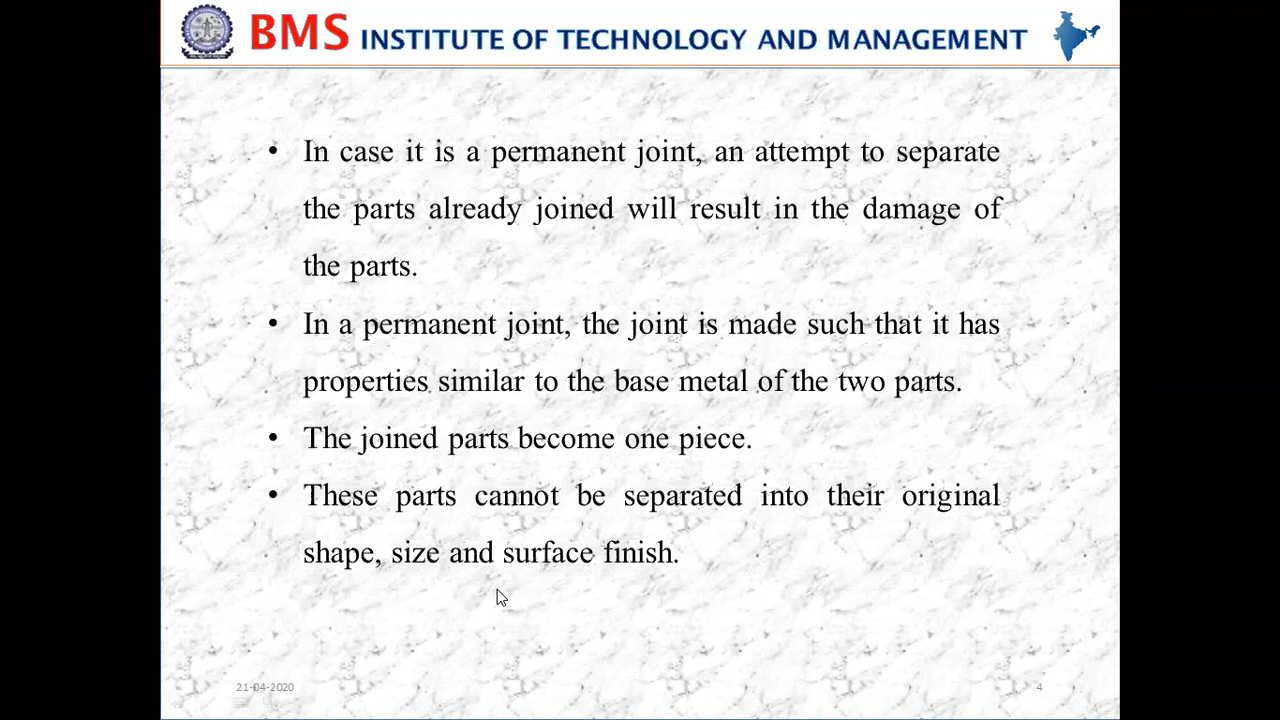 BMS INSTITUTE OF TECHNOLOGY AND MANAGEMENT
• In case it is a permanent joint, an attempt to separate
the parts already joined will result in the damage of
the parts.
• In a permanent joint, the joint is made such that it has
properties similar to the base metal of the two parts.
• The joined parts become one piece.
• These parts cannot be separated into their original
shape, size and surface finish.
21-04-2020
4